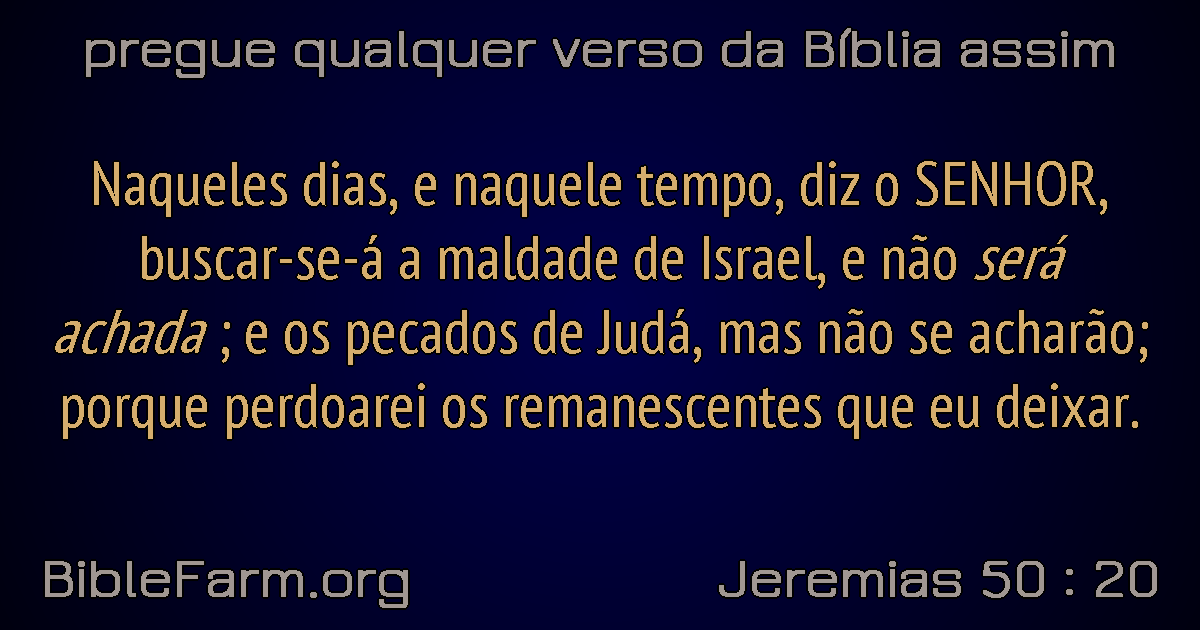 pregue qualquer verso da Bíblia assim
Naqueles dias, e naquele tempo, diz o SENHOR,
buscar-se-á a maldade de Israel, e não será
achada ; e os pecados de Judá, mas não se acharão;
porque perdoarei os remanescentes que eu deixar.
BibleFarm.org
Jeremias 50 : 20